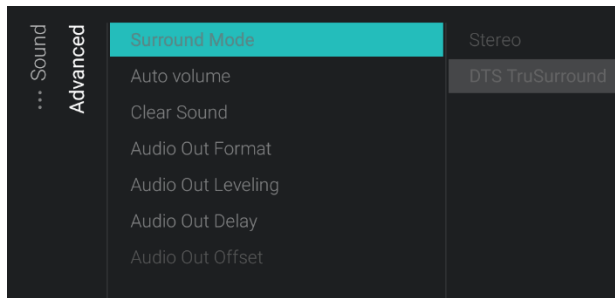 ... Sound
Advanced
Surround Mode
Auto volume
Clear Sound
Audio Out Format
Audio Out Leveling
Audio Out Delay
Audio Out Offset
Stereo
DTS TruSurround